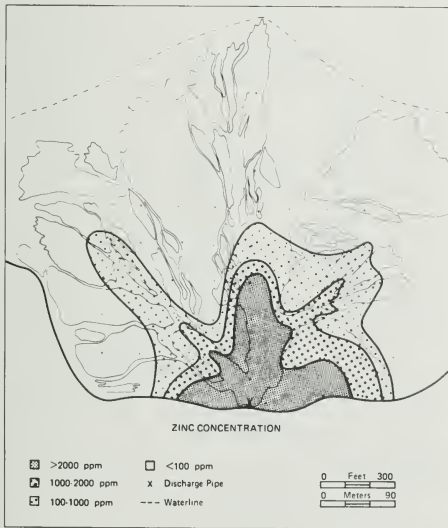 ZINC CONCENTRATION
>2000 ppm
1000-2000 ppm
100-1000 ppm
<100 ppm
x Discharge Pipe
--- Waterline
0 Feet 300
0 Meters 90